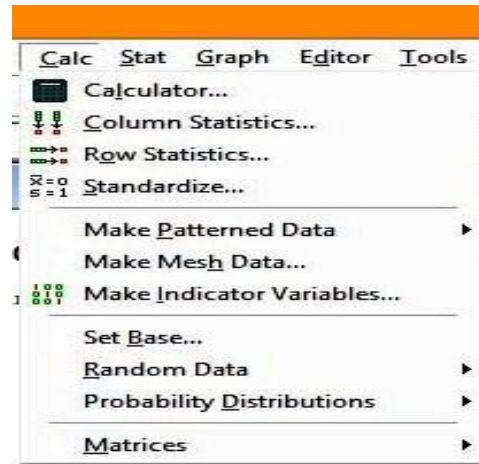 Calc Stat Graph Editor Tools
Calculator...
Column Statistics...
Row Statistics...
Standardize...
Make Patterned Data
Make Mesh Data...
Make Indicator Variables...
Set Base...
Random Data
Probability Distributions
Matrices